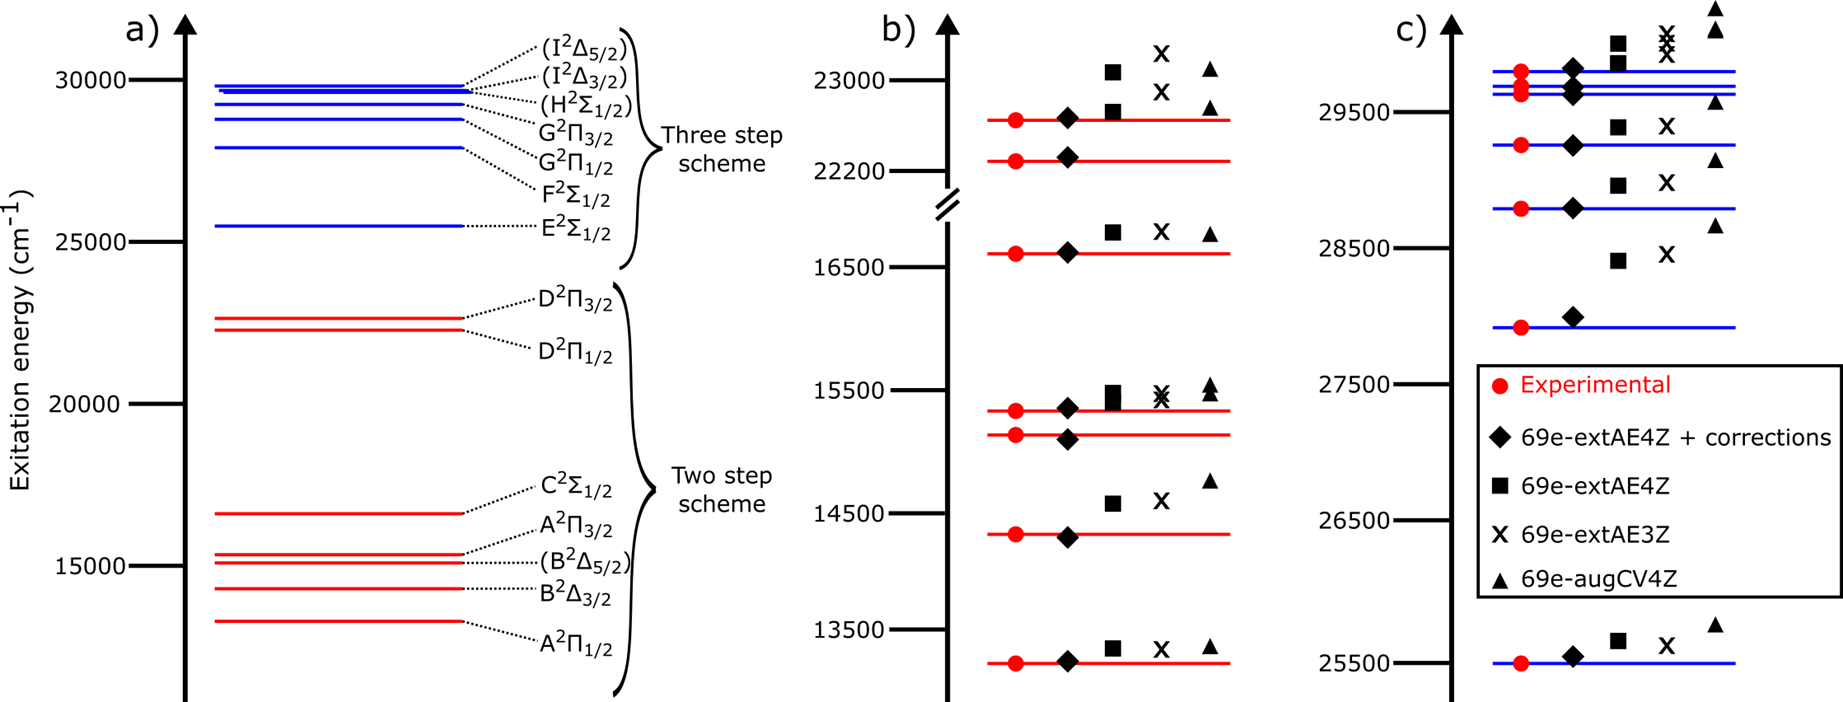 a)
Exitation energy (cm⁻¹)
30000
25000
20000
15000
(I²Δ₅/₂)
(I²Δ₃/₂)
(H²Σ₁/₂)
G²Π₃/₂
G²Π₁/₂
F²Σ₁/₂
E²Σ₁/₂
Three step
scheme
D²Π₃/₂
D²Π₁/₂
C²Σ₁/₂
A²Π₃/₂
(B²Δ₅/₂)
B²Δ₃/₂
A²Π₁/₂
Two step
scheme
b)
23000
22200
16500
15500
14500
13500
c)
29500
28500
27500
26500
25500
Experimental
69e-extAE4Z + corrections
69e-extAE4Z
69e-extAE3Z
69e-augCV4Z